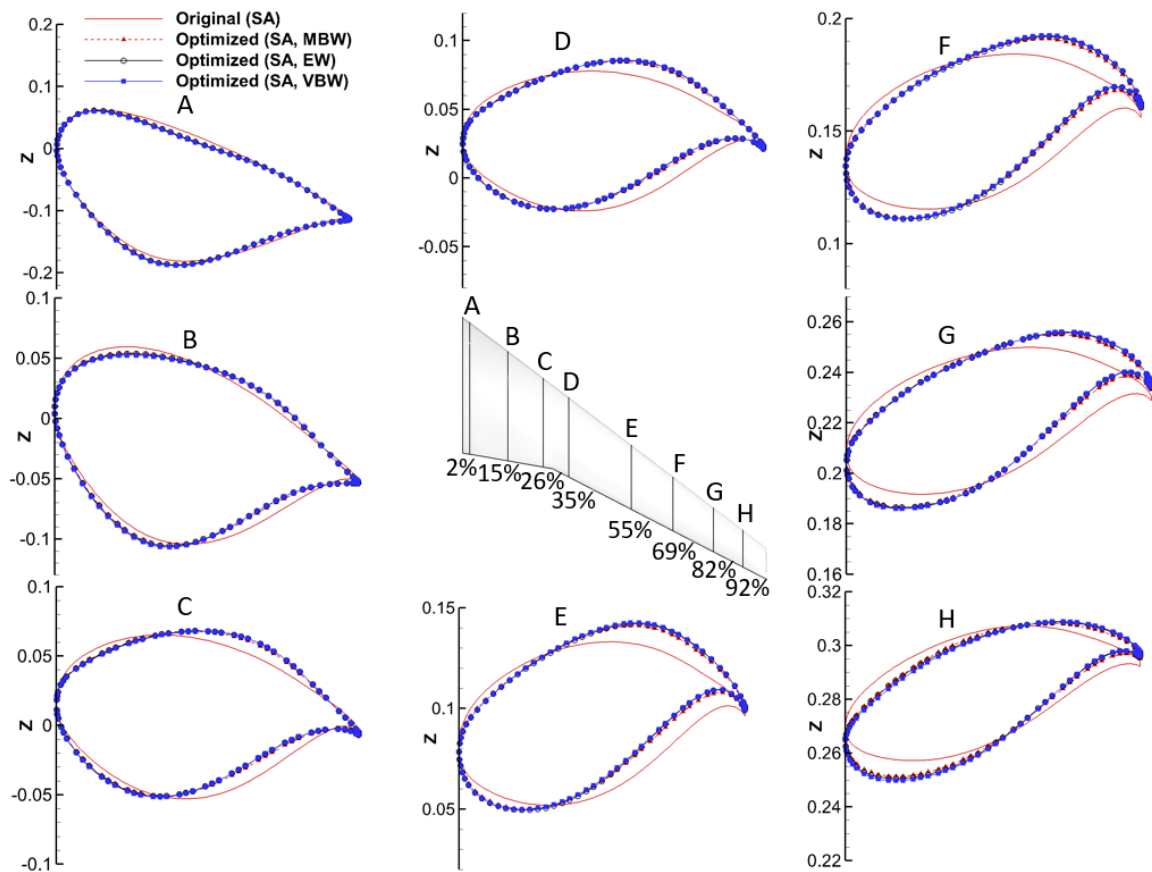 Original (SA)
Optimized (SA, MBW)
Optimized (SA, EW)
Optimized (SA, VBW)
A
0.2
0.1
0
-0.1
-0.2
Z
D
0.1
0.05
0
-0.05
Z
F
0.2
0.15
0.1
Z
B
0.1
0.05
0
-0.05
-0.1
Z
A
B
C
D
E
F
G
H
2%
15%
26%
35%
55%
69%
82%
92%
G
0.26
0.24
0.22
0.2
0.18
0.16
Z
C
0.1
0.05
0
-0.05
-0.1
Z
E
0.15
0.1
0.05
Z
H
0.32
0.3
0.28
0.26
0.24
0.22
Z